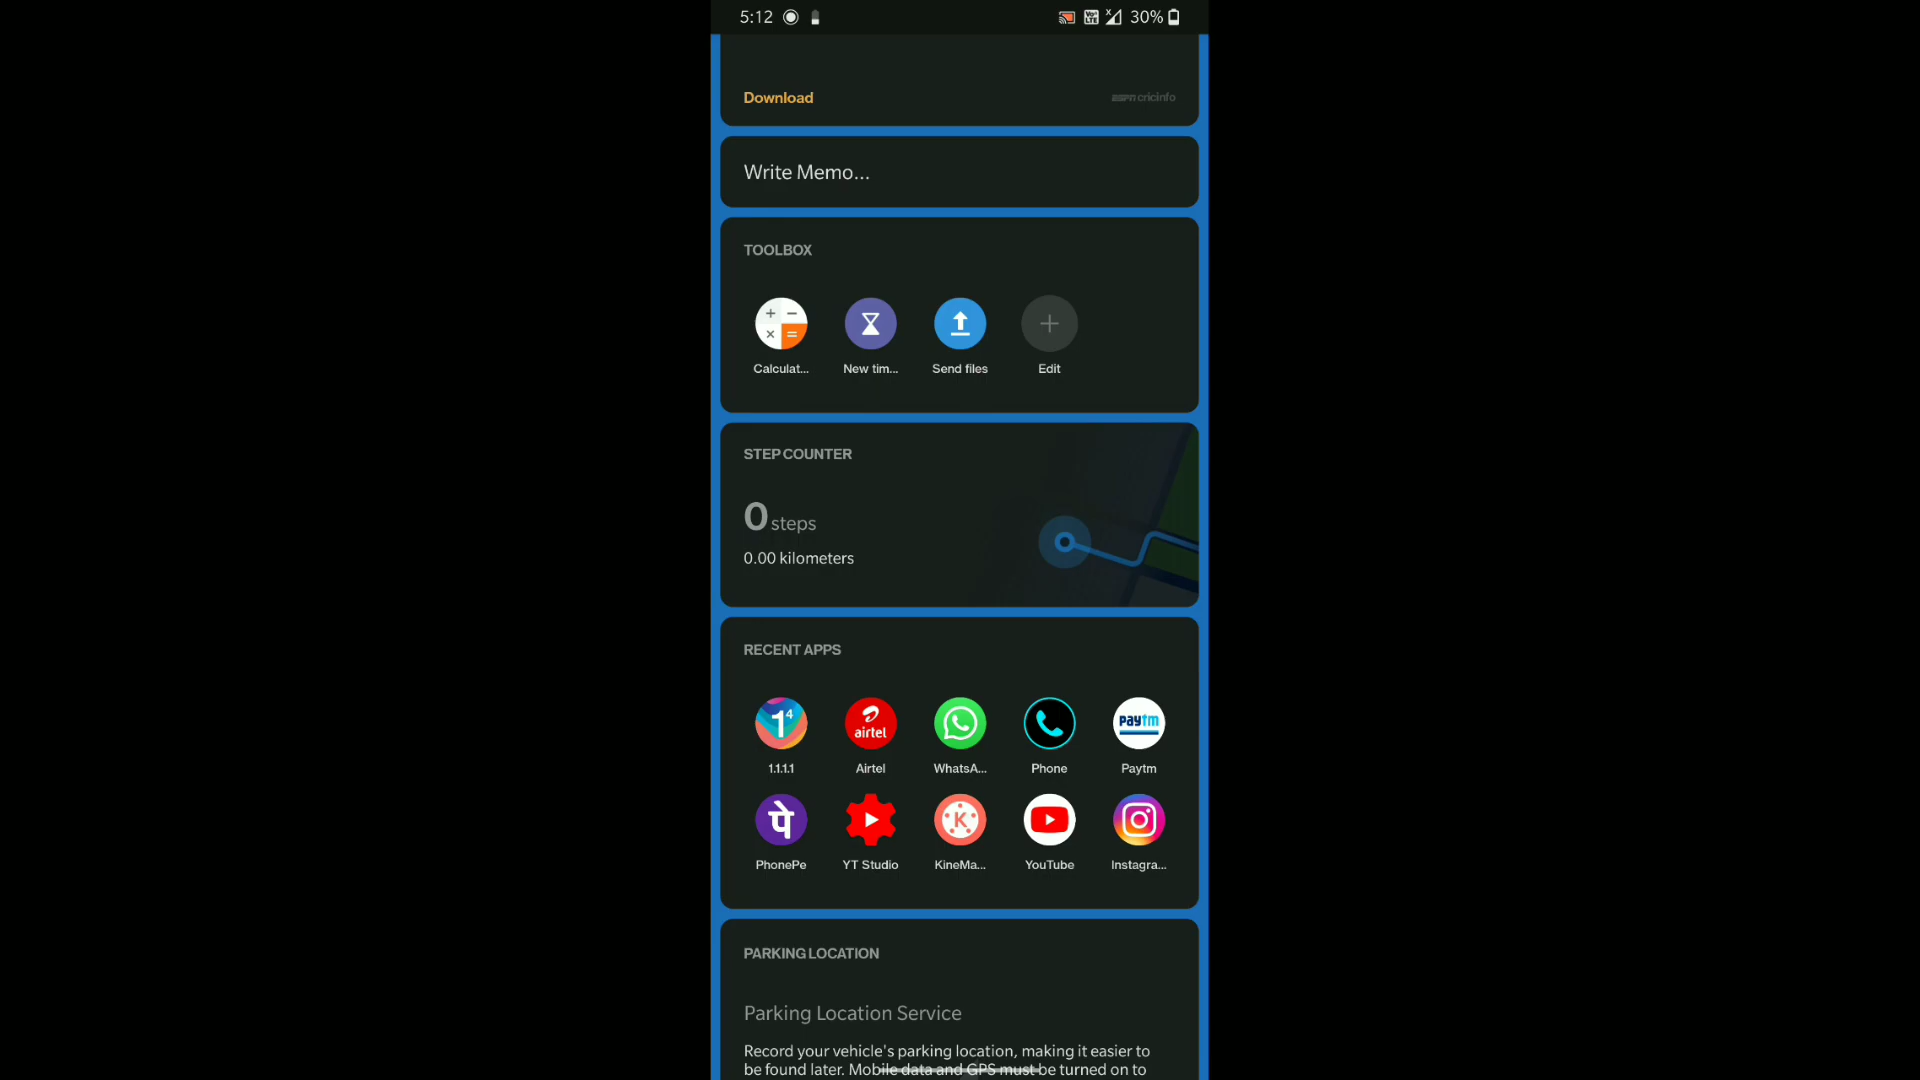 5:12 VoLTE x 30%
Download ESPN cricinfo
Write Memo...
TOOLBOX
Calculat... New tim... Send files Edit
STEP COUNTER
0 steps
0.00 kilometers
RECENT APPS
1⁴ airtel paytm
1.1.1.1 Airtel WhatsA... Phone Paytm
पे K
PhonePe YT Studio KineMa... YouTube Instagra...
PARKING LOCATION
Parking Location Service
Record your vehicle's parking location, making it easier to
be found later. Mobile data and GPS must be turned on to